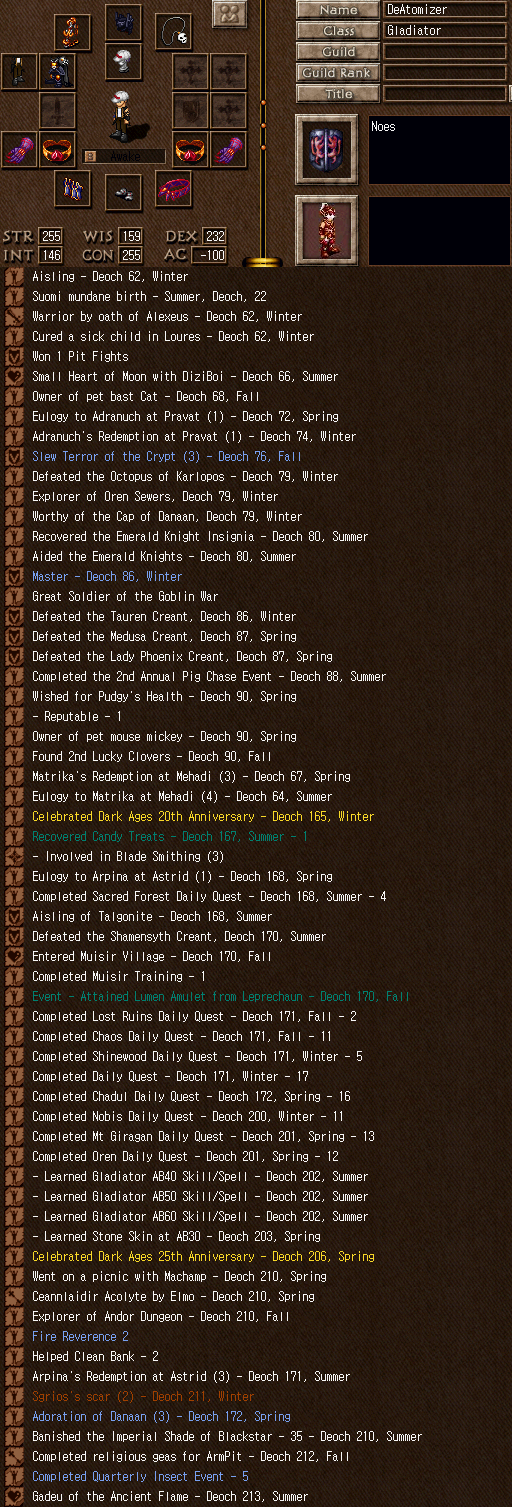 Name DeAtomizer
Class Gladiator
Guild
Guild Rank
Title
Noes
Awake
STR 255 WIS 159 DEX 232
INT 146 CON 255 AC -100
Aisling - Deoch 62, Winter
Suomi mundane birth - Summer, Deoch, 22
Warrior by oath of Alexeus - Deoch 62, Winter
Cured a sick child in Loures - Deoch 62, Winter
Won 1 Pit Fights
Small Heart of Moon with DiziBoi - Deoch 66, Summer
Owner of pet bast Cat - Deoch 68, Fall
Eulogy to Adranuch at Pravat (1) - Deoch 72, Spring
Adranuch's Redemption at Pravat (1) - Deoch 74, Winter
Slew Terror of the Crypt (3) - Deoch 76, Fall
Defeated the Octopus of Karlopos - Deoch 79, Winter
Explorer of Oren Sewers, Deoch 79, Winter
Worthy of the Cap of Danaan, Deoch 79, Winter
Recovered the Emerald Knight Insignia - Deoch 80, Summer
Aided the Emerald Knights - Deoch 80, Summer
Master - Deoch 86, Winter
Great Soldier of the Goblin War
Defeated the Tauren Creant, Deoch 86, Winter
Defeated the Medusa Creant, Deoch 87, Spring
Defeated the Lady Phoenix Creant, Deoch 87, Spring
Completed the 2nd Annual Pig Chase Event - Deoch 88, Summer
Wished for Pudgy's Health - Deoch 90, Spring
- Reputable - 1
Owner of pet mouse mickey - Deoch 90, Spring
Found 2nd Lucky Clovers - Deoch 90, Fall
Matrika's Redemption at Mehadi (3) - Deoch 67, Spring
Eulogy to Matrika at Mehadi (4) - Deoch 64, Summer
Celebrated Dark Ages 20th Anniversary - Deoch 165, Winter
Recovered Candy Treats - Deoch 167, Summer - 1
- Involved in Blade Smithing (3)
Eulogy to Arpina at Astrid (1) - Deoch 168, Spring
Completed Sacred Forest Daily Quest - Deoch 168, Summer - 4
Aisling of Talgonite - Deoch 168, Summer
Defeated the Shamensyth Creant, Deoch 170, Summer
Entered Muisir Village - Deoch 170, Fall
Completed Muisir Training - 1
Event - Attained Lumen Amulet from Leprechaun - Deoch 170, Fall
Completed Lost Ruins Daily Quest - Deoch 171, Fall - 2
Completed Chaos Daily Quest - Deoch 171, Fall - 11
Completed Shinewood Daily Quest - Deoch 171, Winter - 5
Completed Daily Quest - Deoch 171, Winter - 17
Completed Chadul Daily Quest - Deoch 172, Spring - 16
Completed Nobis Daily Quest - Deoch 200, Winter - 11
Completed Mt Giragan Daily Quest - Deoch 201, Spring - 13
Completed Oren Daily Quest - Deoch 201, Spring - 12
- Learned Gladiator AB40 Skill/Spell - Deoch 202, Summer
- Learned Gladiator AB50 Skill/Spell - Deoch 202, Summer
- Learned Gladiator AB60 Skill/Spell - Deoch 202, Summer
- Learned Stone Skin at AB30 - Deoch 203, Spring
Celebrated Dark Ages 25th Anniversary - Deoch 206, Spring
Went on a picnic with Machamp - Deoch 210, Spring
Ceannlaidir Acolyte by Elmo - Deoch 210, Spring
Explorer of Andor Dungeon - Deoch 210, Fall
Fire Reverence 2
Helped Clean Bank - 2
Arpina's Redemption at Astrid (3) - Deoch 171, Summer
Sgrios's scar (2) - Deoch 211, Winter
Adoration of Danaan (3) - Deoch 172, Spring
Banished the Imperial Shade of Blackstar - 35 - Deoch 210, Summer
Completed religious geas for ArmPit - Deoch 212, Fall
Completed Quarterly Insect Event - 5
Gadeu of the Ancient Flame - Deoch 213, Summer